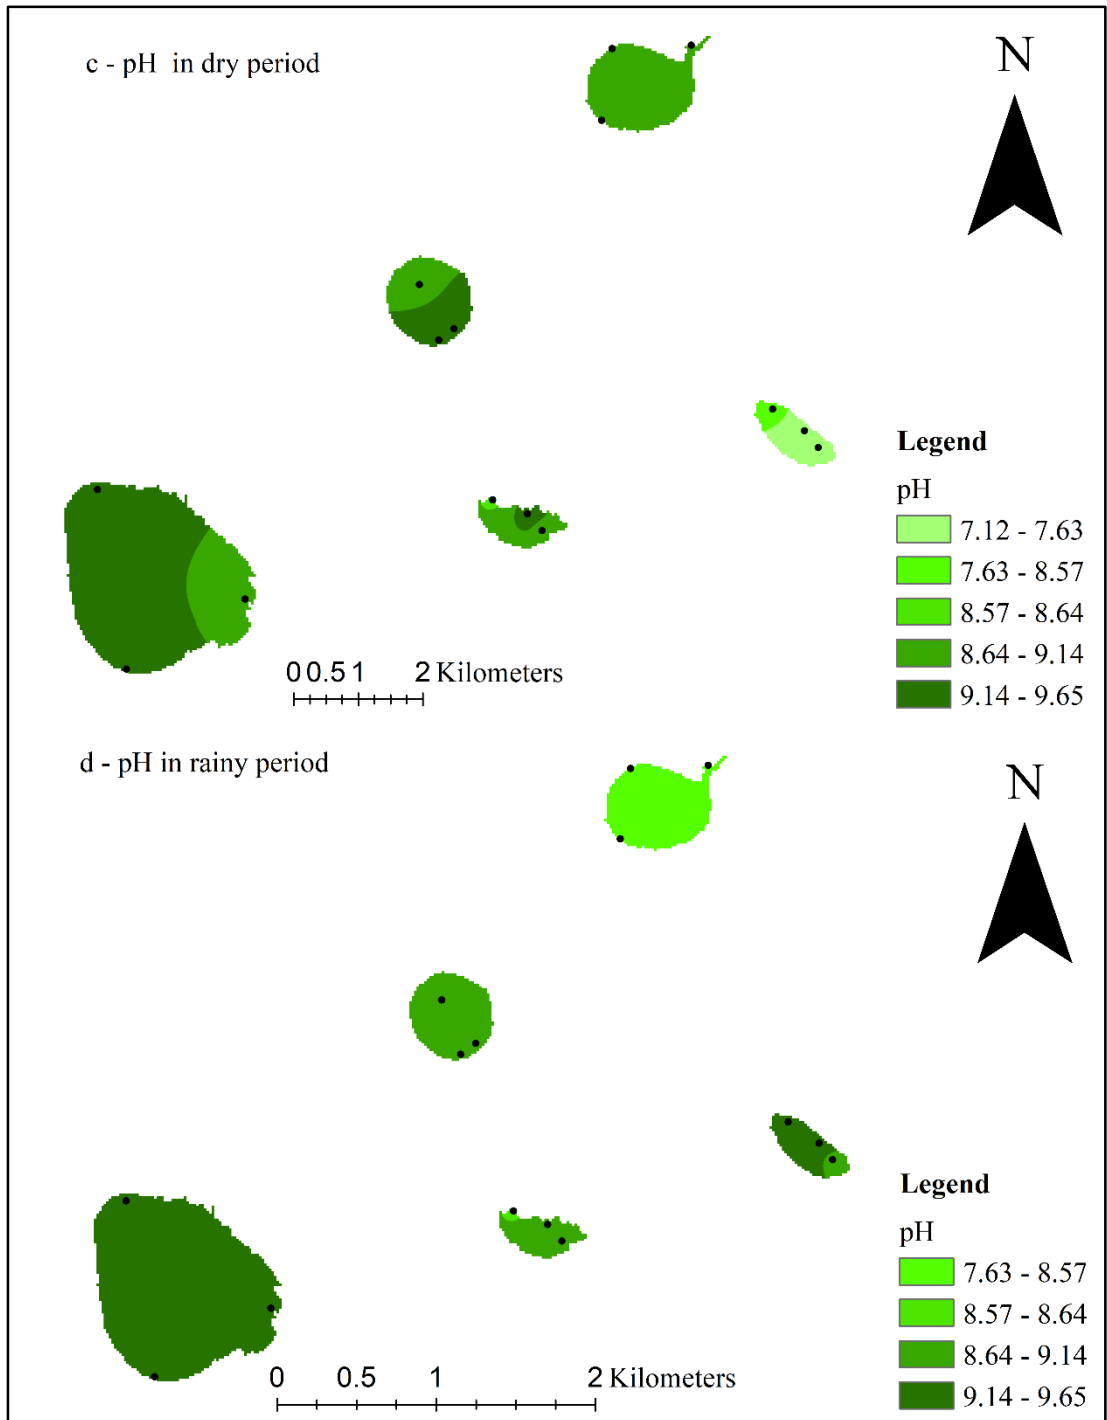 c - pH in dry period
N
Legend
pH
7.12 - 7.63
7.63 - 8.57
8.57 - 8.64
8.64 - 9.14
9.14 - 9.65
0 0.5 1 2 Kilometers
d - pH in rainy period
N
Legend
pH
7.63 - 8.57
8.57 - 8.64
8.64 - 9.14
9.14 - 9.65
0 0.5 1 2 Kilometers